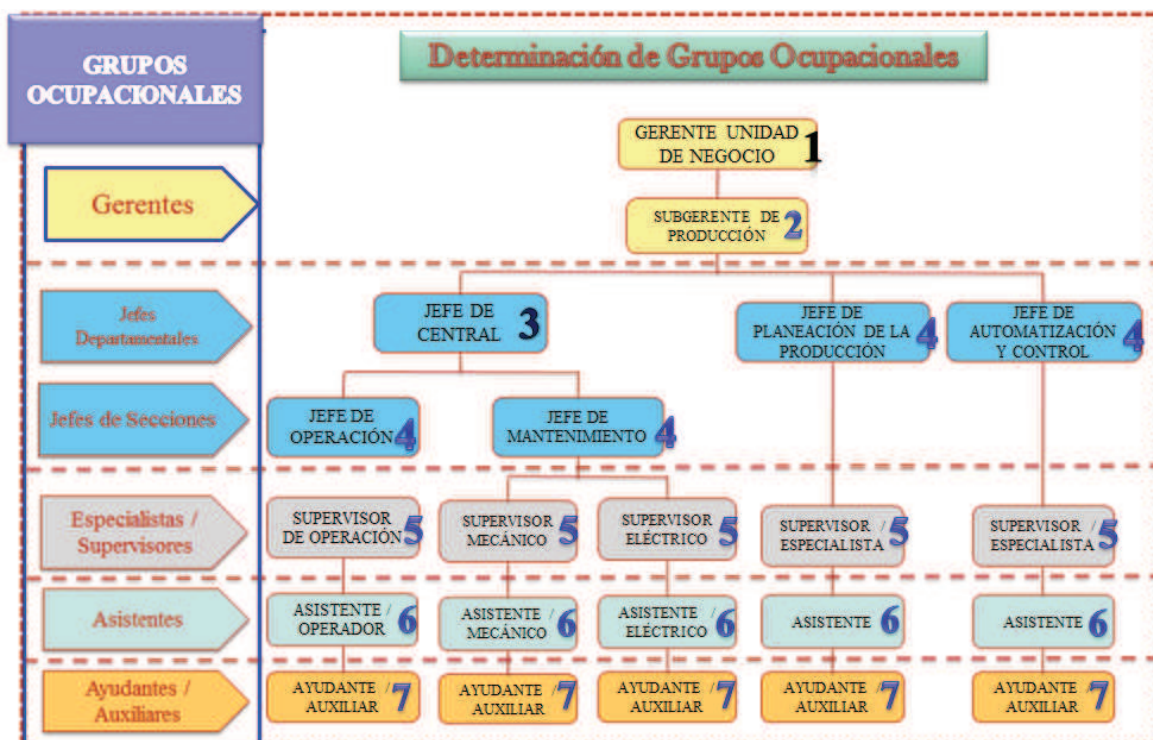 GRUPOS
OCUPACIONALES
Determinación de Grupos Ocupacionales
GERENTE UNIDAD
DE NEGOCIO
1
Gerentes
SUBGERENTE DE
PRODUCCIÓN
2
Jefes
Departamentales
JEFE DE
CENTRAL
3
JEFE DE
PLANEACIÓN DE LA
PRODUCCIÓN
4
JEFE DE
AUTOMATIZACIÓN
Y CONTROL
4
Jefes de Secciones
JEFE DE
OPERACIÓN
4
JEFE DE
MANTENIMIENTO
4
Especialistas /
Supervisores
SUPERVISOR
DE OPERACIÓN
5
SUPERVISOR
MECÁNICO
5
SUPERVISOR
ELÉCTRICO
5
SUPERVISOR /
ESPECIALISTA
5
SUPERVISOR /
ESPECIALISTA
5
Asistentes
ASISTENTE /
OPERADOR
6
ASISTENTE /
MECÁNICO
6
ASISTENTE /
ELÉCTRICO
6
ASISTENTE
6
ASISTENTE
6
Ayudantes /
Auxiliares
AYUDANTE /
AUXILIAR
7
AYUDANTE /
AUXILIAR
7
AYUDANTE /
AUXILIAR
7
AYUDANTE /
AUXILIAR
7
AYUDANTE /
AUXILIAR
7